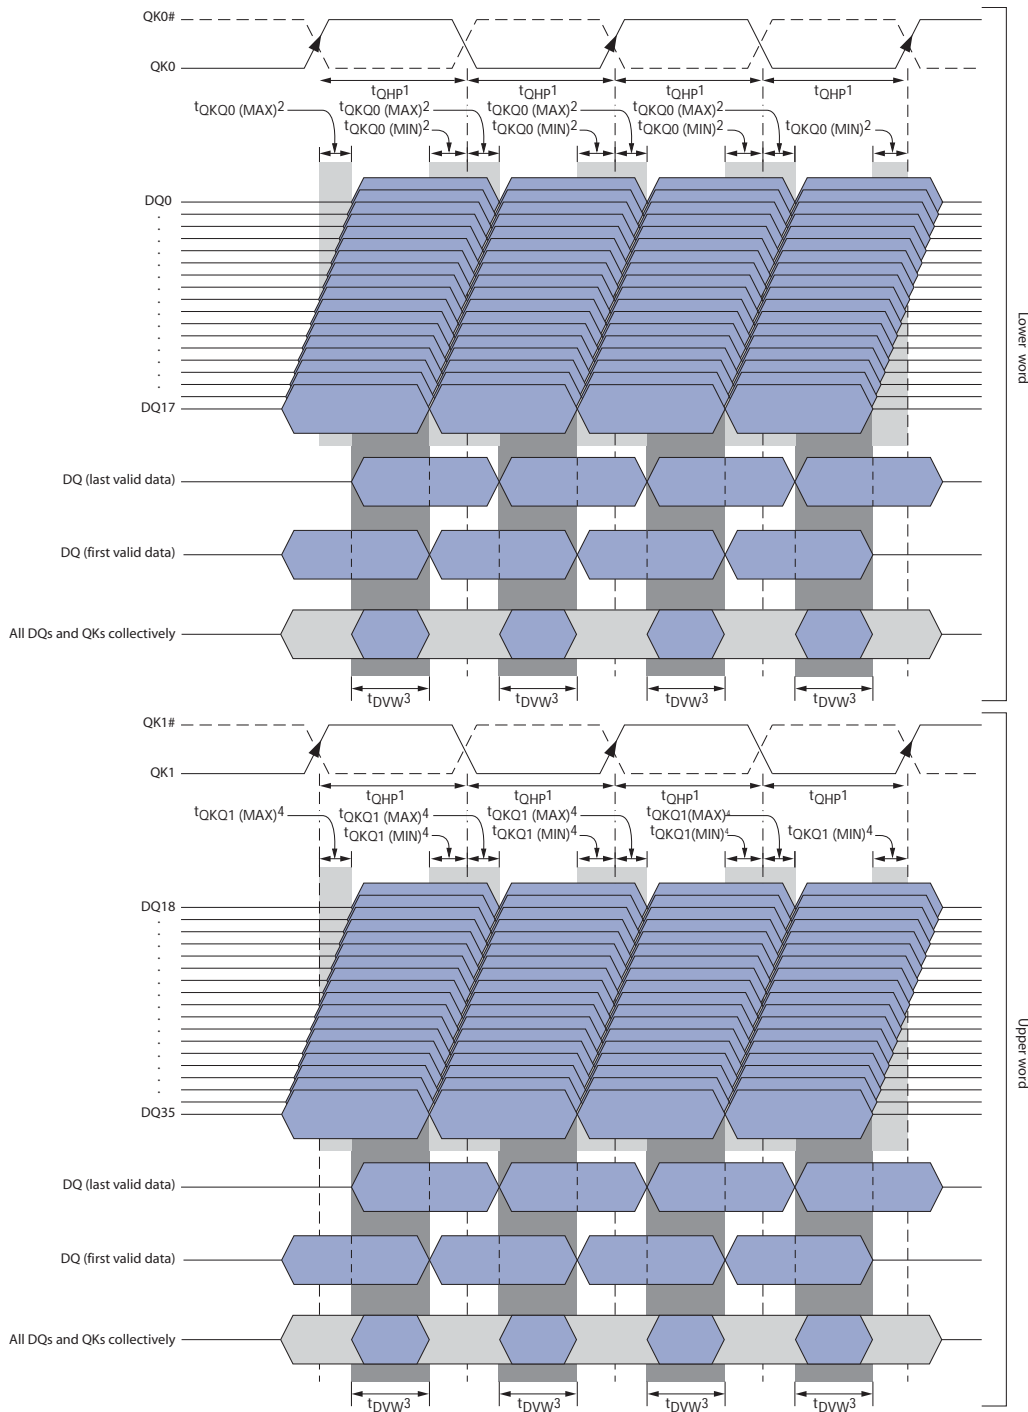 QK0#
QK0
tQHP1 tQHP1 tQHP1 tQHP1
tQKQ0 (MAX)2 tQKQ0 (MAX)2 tQKQ0 (MAX)2 tQKQ0 (MAX)2
tQKQ0 (MIN)2 tQKQ0 (MIN)2 tQKQ0 (MIN)2 tQKQ0 (MIN)2
DQ0
DQ17
Lower word
DQ (last valid data)
DQ (first valid data)
All DQs and QKs collectively
tDVW3 tDVW3 tDVW3 tDVW3
QK1#
QK1
tQHP1 tQHP1 tQHP1 tQHP1
tQKQ1 (MAX)4 tQKQ1 (MAX)4 tQKQ1 (MAX)4 tQKQ1(MAX)4
tQKQ1 (MIN)4 tQKQ1 (MIN)4 tQKQ1(MIN)4 tQKQ1 (MIN)4
DQ18
DQ35
Upper word
DQ (last valid data)
DQ (first valid data)
All DQs and QKs collectively
tDVW3 tDVW3 tDVW3 tDVW3